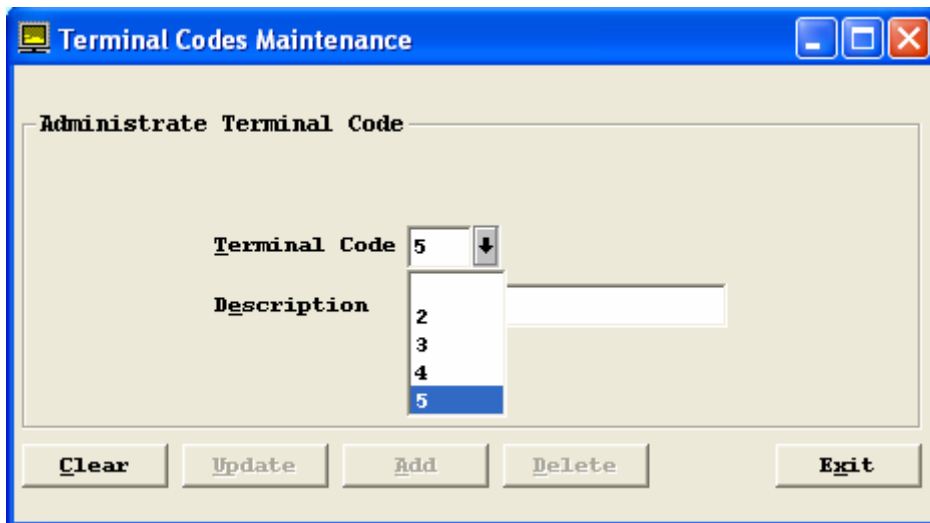 Terminal Codes Maintenance
Administrate Terminal Code
Terminal Code 5
Description
2
3
4
5
Clear Update Add Delete Exit